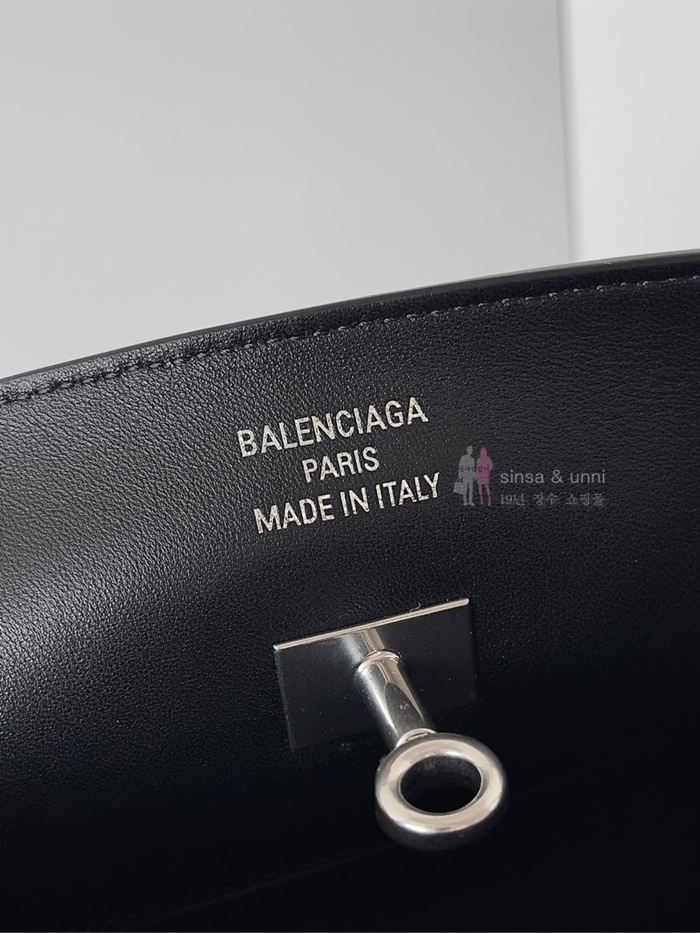 BALENCIAGA
PARIS
MADE IN ITALY
sinsa & unni
19년 장수 쇼핑몰